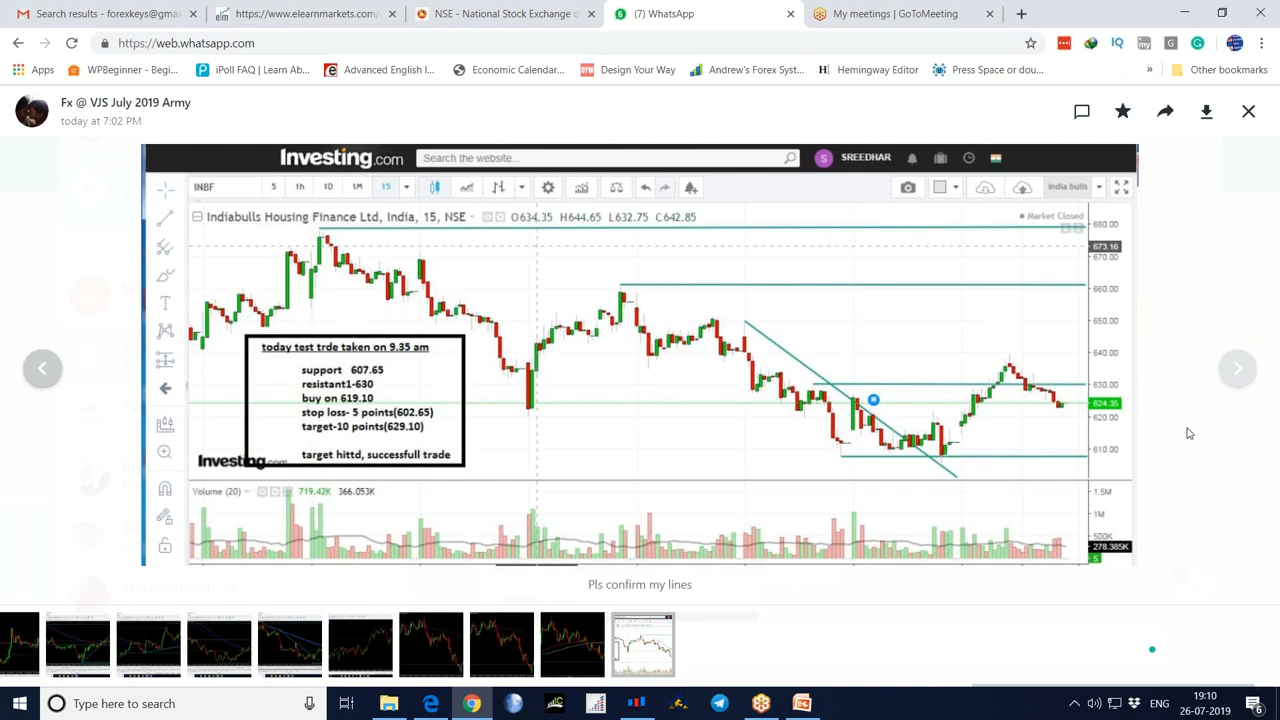 forsureplus - forex@gmail
https://www.elearnmarkets.com/
NSE - National Stock Exchange o
(7) WhatsApp
My meetings | GoToMeeting
https://web.whatsapp.com
Apps
WPBeginner - Begi...
iPoll FAQ | Learn Ab...
Advanced English I...
Economic Calendar...
Design Your Way
Andrew's Forex Syst...
Hemingway Editor
Press Space or dou...
»
Other bookmarks
Fx @ VJS July 2019 Army
today at 7:02 PM
Investing.com
Search the website...
S
SREEDHAR
INBF
5
1h
1D
1M
15
india bulls
Indiabulls Housing Finance Ltd, India, 15, NSE
O634.35 H644.65 L632.75 C642.85
Market Closed
680.00
673.16
670.00
660.00
650.00
640.00
630.00
624.35
620.00
610.00
today test trde taken on 9.35 am
support 607.65
resistant1-630
buy on 619.10
stop loss- 5 points(602.65)
target-10 points(629.10)
target hittd, successfull trade
Investing.com
Volume (20)
719.42K 366.053K
1.5M
1M
500K
278.385K
5
Pls confirm my lines
Type here to search
ENG
19:10
26-07-2019
6